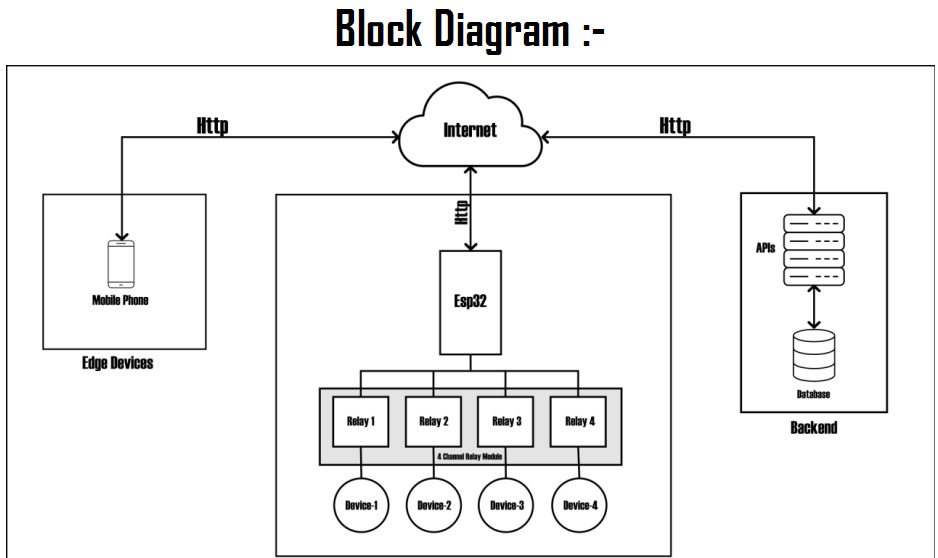 Block Diagram :-
Internet
Http
Http
Http
Mobile Phone
Edge Devices
Esp32
Relay 1
Relay 2
Relay 3
Relay 4
4 Channel Relay Module
Device-1
Device-2
Device-3
Device-4
APIs
Database
Backend